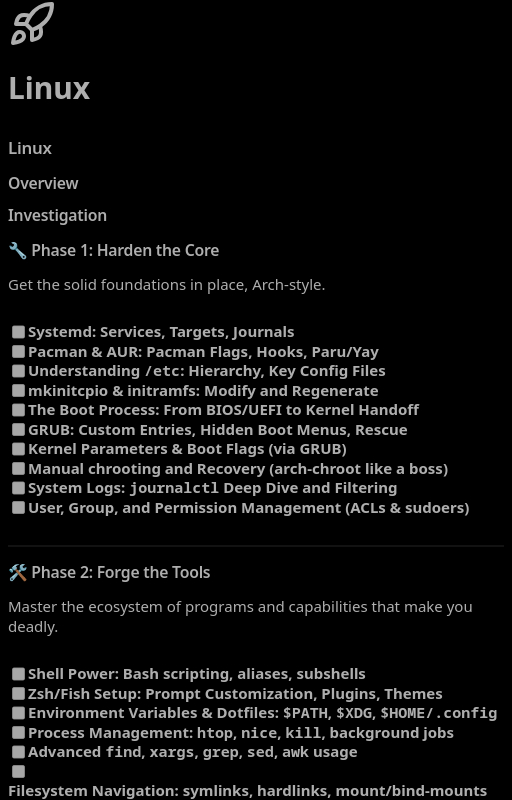 Linux
Linux
Overview
Investigation
🔧 Phase 1: Harden the Core
Get the solid foundations in place, Arch-style.
Systemd: Services, Targets, Journals
Pacman & AUR: Pacman Flags, Hooks, Paru/Yay
Understanding /etc: Hierarchy, Key Config Files
mkinitcpio & initramfs: Modify and Regenerate
The Boot Process: From BIOS/UEFI to Kernel Handoff
GRUB: Custom Entries, Hidden Boot Menus, Rescue
Kernel Parameters & Boot Flags (via GRUB)
Manual chrooting and Recovery (arch-chroot like a boss)
System Logs: journalctl Deep Dive and Filtering
User, Group, and Permission Management (ACLs & sudoers)
🛠️ Phase 2: Forge the Tools
Master the ecosystem of programs and capabilities that make you
deadly.
Shell Power: Bash scripting, aliases, subshells
Zsh/Fish Setup: Prompt Customization, Plugins, Themes
Environment Variables & Dotfiles: $PATH, $XDG, $HOME/.config
Process Management: htop, nice, kill, background jobs
Advanced find, xargs, grep, sed, awk usage
Filesystem Navigation: symlinks, hardlinks, mount/bind-mounts